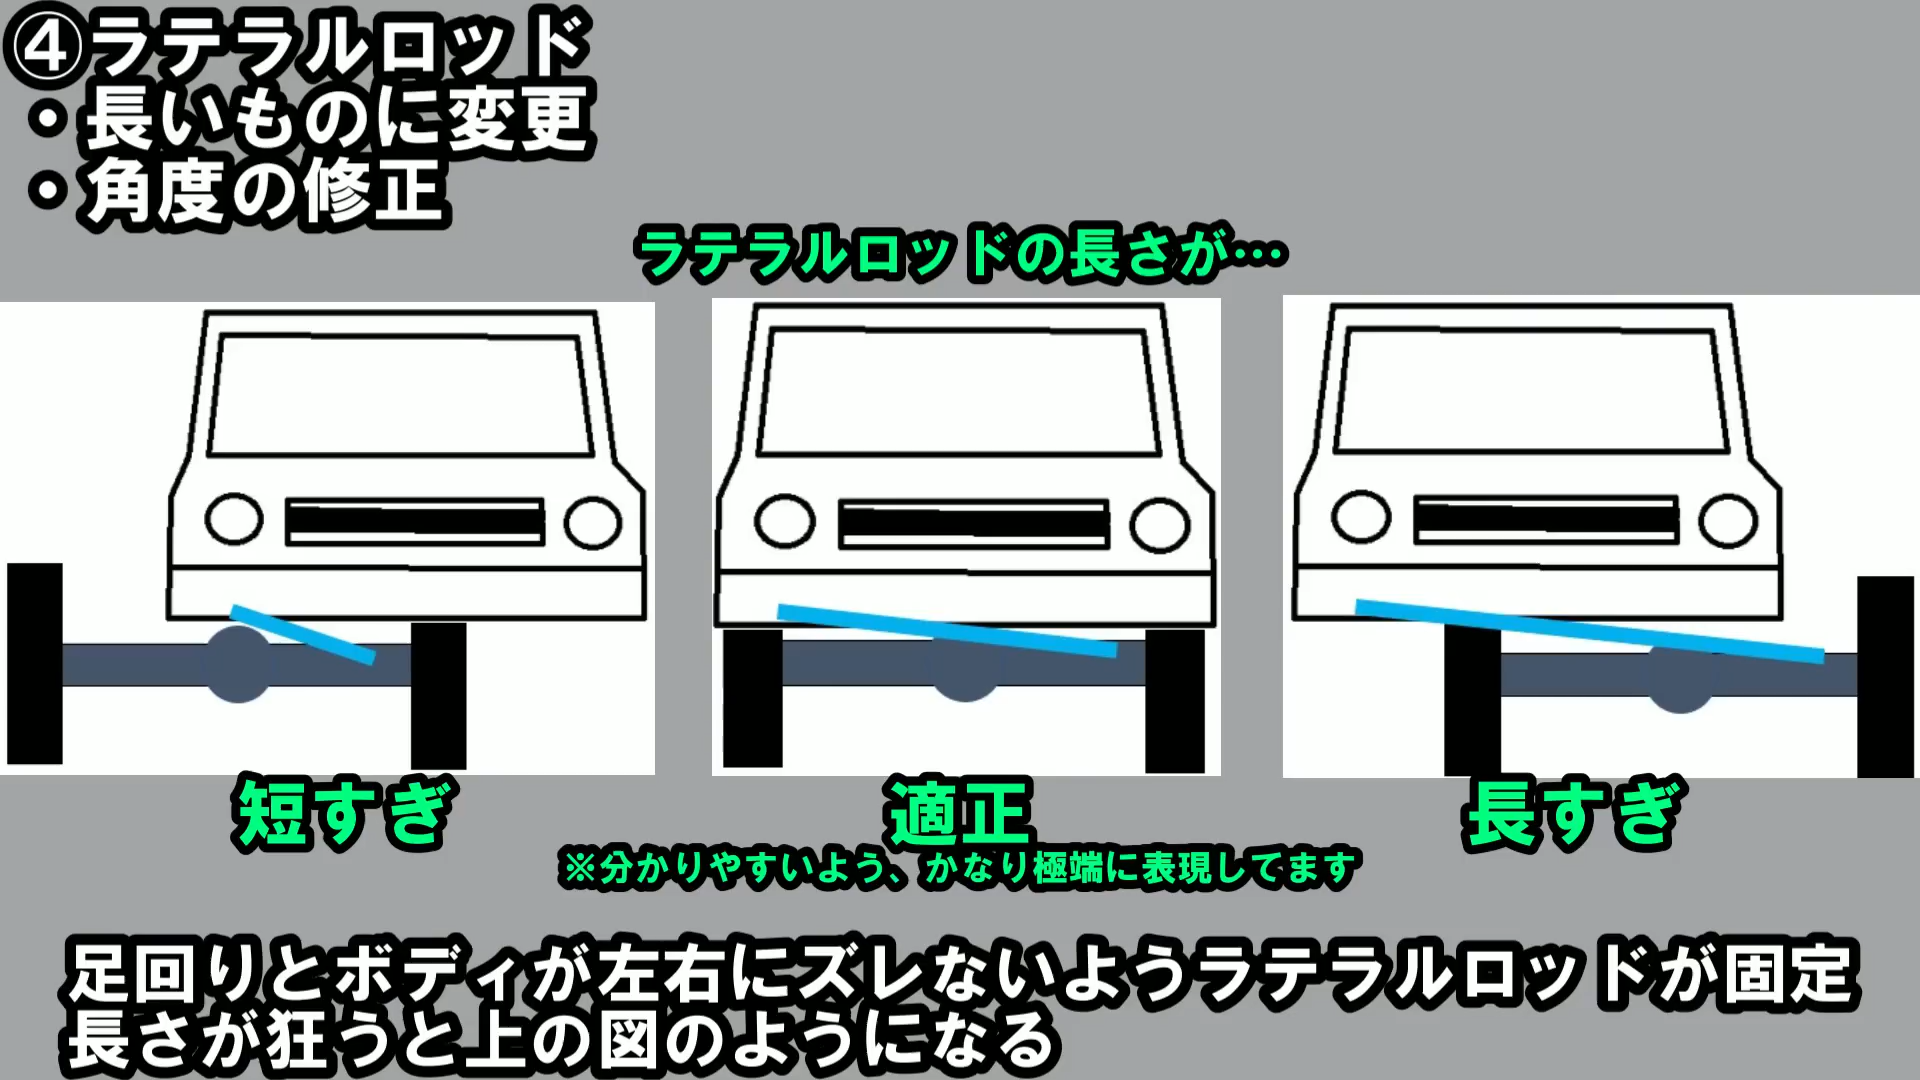 ④ラテラルロッド
・長いものに変更
・角度の修正
ラテラルロッドの長さが…
短すぎ
適正
長すぎ
※分かりやすいよう、かなり極端に表現してます
足回りとボディが左右にズレないようラテラルロッドが固定
長さが狂うと上の図のようになる